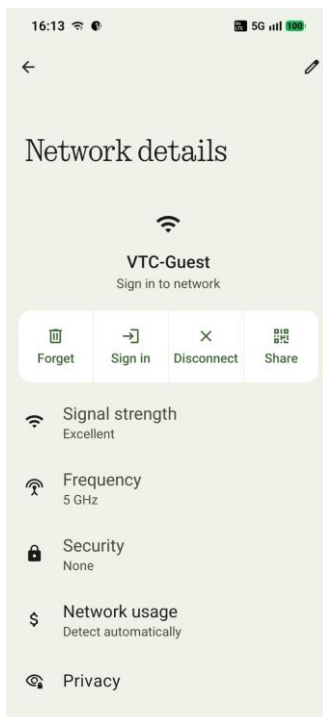 16:13 5G 100
Network details
VTC-Guest
Sign in to network
Forget Sign in Disconnect Share
Signal strength
Excellent
Frequency
5 GHz
Security
None
Network usage
Detect automatically
Privacy